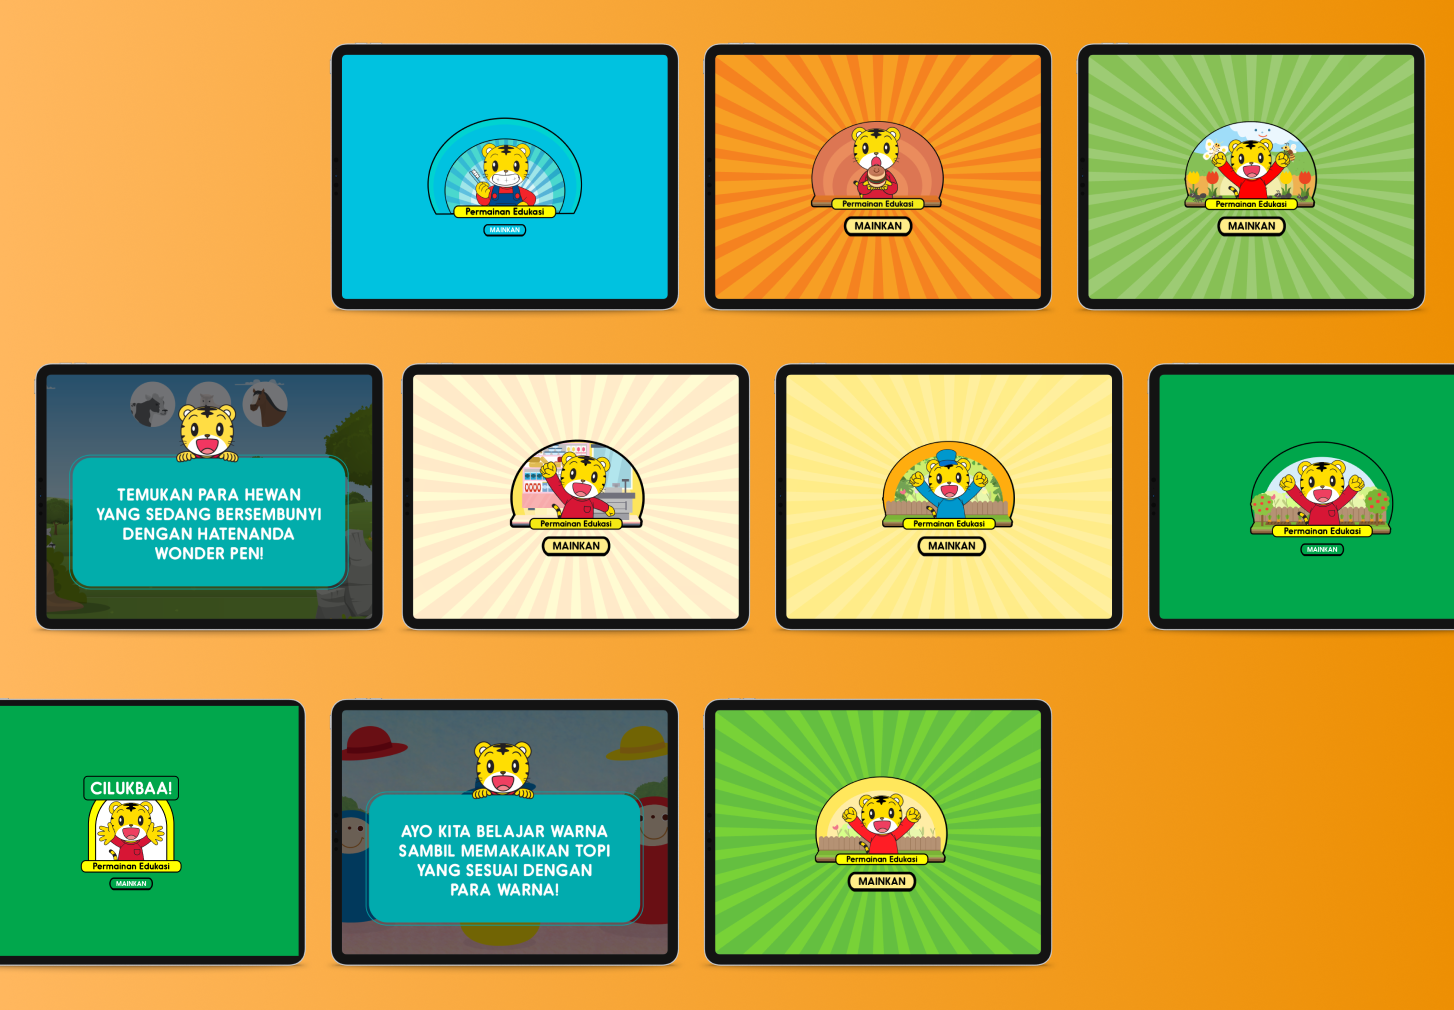 Permainan Edukasi
MAINKAN
Permainan Edukasi
MAINKAN
Permainan Edukasi
MAINKAN
TEMUKAN PARA HEWAN
YANG SEDANG BERSEMBUNYI
DENGAN HATENANDA
WONDER PEN!
Permainan Edukasi
MAINKAN
Permainan Edukasi
MAINKAN
Permainan Edukasi
MAINKAN
CILUKBAA!
Permainan Edukasi
MAINKAN
AYO KITA BELAJAR WARNA
SAMBIL MEMAKAIKAN TOPI
YANG SESUAI DENGAN
PARA WARNA!
Permainan Edukasi
MAINKAN